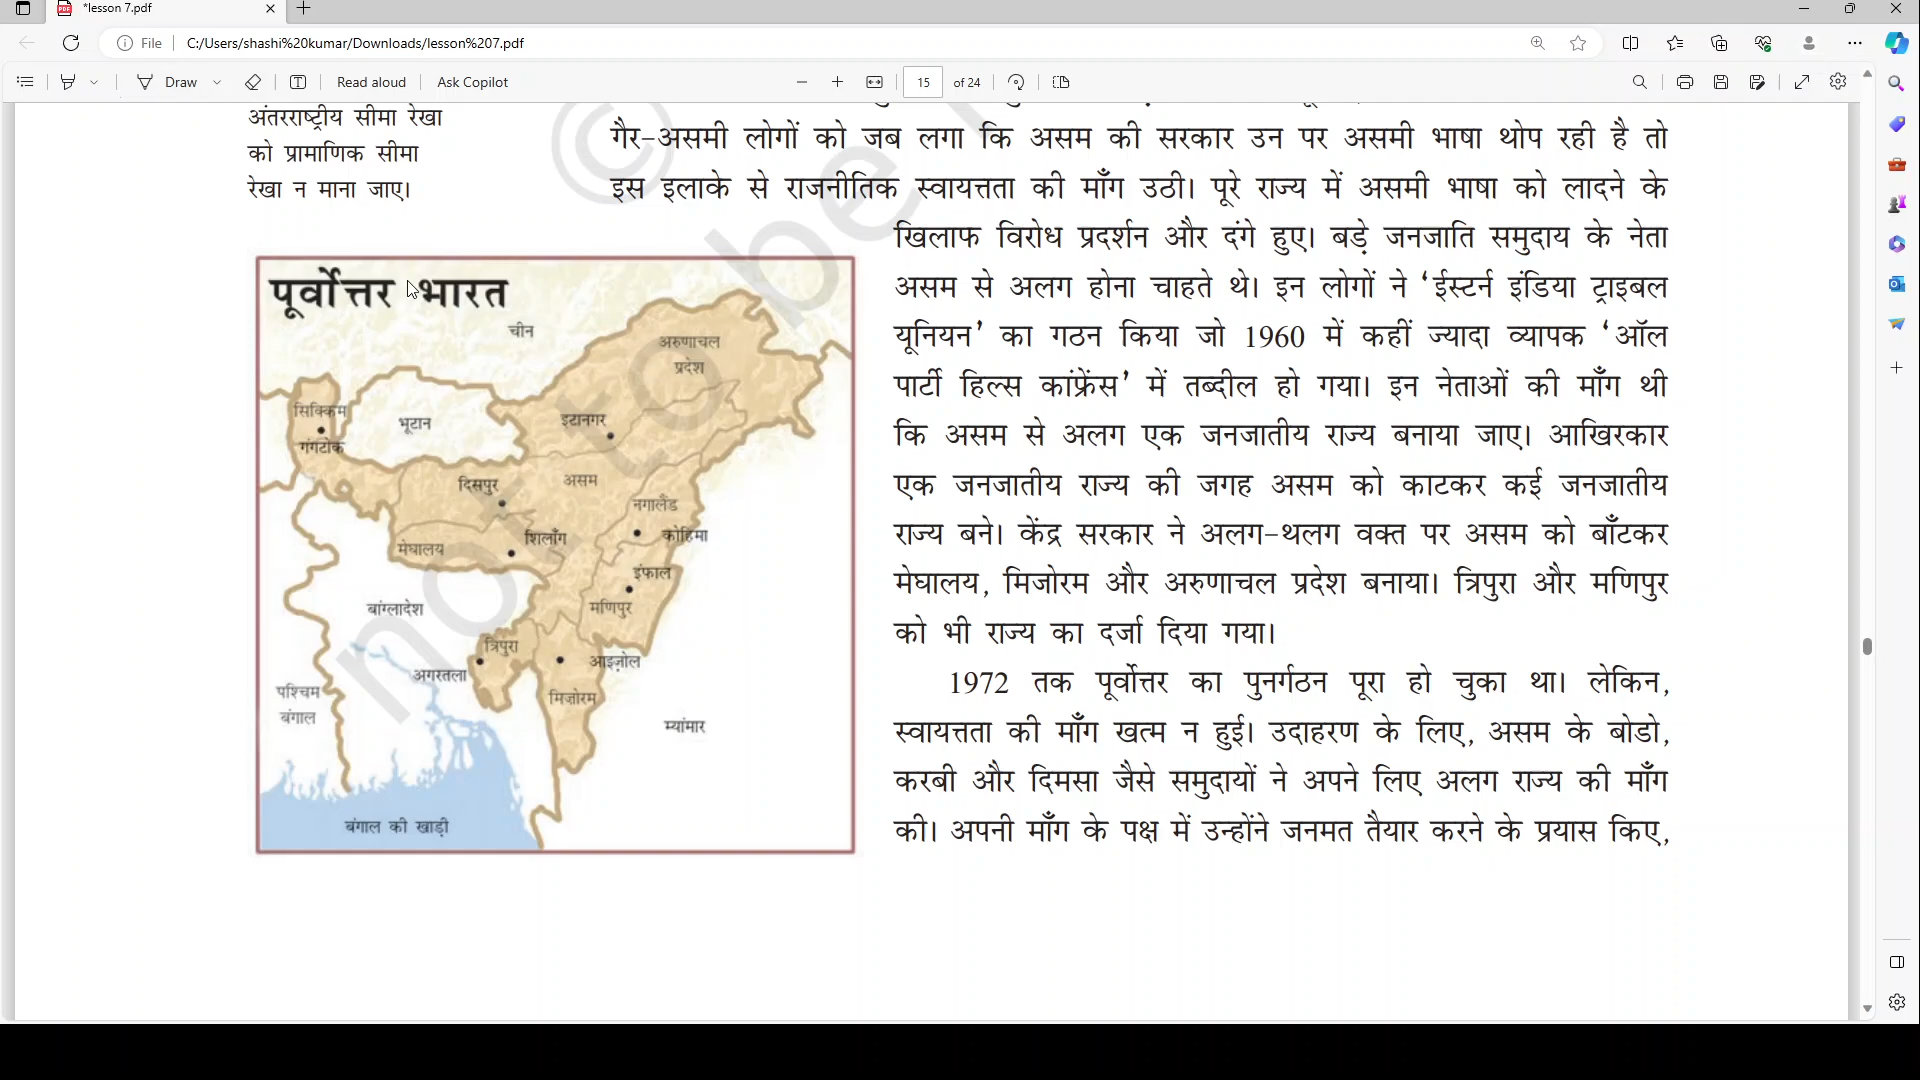 *lesson 7.pdf
File
C:/Users/shashi%20kumar/Downloads/lesson%207.pdf
Draw
Read aloud
Ask Copilot
15
of 24
अंतरराष्ट्रीय सीमा रेखा
को प्रामाणिक सीमा
रेखा न माना जाए।
गैर-असमी लोगों को जब लगा कि असम की सरकार उन पर असमी भाषा थोप रही है तो
इस इलाके से राजनीतिक स्वायत्तता की माँग उठी। पूरे राज्य में असमी भाषा को लादने के
खिलाफ विरोध प्रदर्शन और दंगे हुए। बड़े जनजाति समुदाय के नेता
असम से अलग होना चाहते थे। इन लोगों ने ‘ईस्टर्न इंडिया ट्राइबल
यूनियन’ का गठन किया जो 1960 में कहीं ज्यादा व्यापक ‘ऑल
पार्टी हिल्स कांफ्रेंस’ में तब्दील हो गया। इन नेताओं की माँग थी
कि असम से अलग एक जनजातीय राज्य बनाया जाए। आखिरकार
एक जनजातीय राज्य की जगह असम को काटकर कई जनजातीय
राज्य बने। केंद्र सरकार ने अलग-थलग वक्त पर असम को बाँटकर
मेघालय, मिजोरम और अरुणाचल प्रदेश बनाया। त्रिपुरा और मणिपुर
को भी राज्य का दर्जा दिया गया।
1972 तक पूर्वोत्तर का पुनर्गठन पूरा हो चुका था। लेकिन,
स्वायत्तता की माँग खत्म न हुई। उदाहरण के लिए, असम के बोडो,
करबी और दिमसा जैसे समुदायों ने अपने लिए अलग राज्य की माँग
की। अपनी माँग के पक्ष में उन्होंने जनमत तैयार करने के प्रयास किए,
पूर्वोत्तर भारत
चीन
अरुणाचल
प्रदेश
सिक्किम
गंगटोक
भूटान
इटानगर
दिसपुर
असम
नगालैंड
कोहिमा
शिलाँग
मेघालय
इंफाल
मणिपुर
बांग्लादेश
त्रिपुरा
आइज़ोल
अगरतला
मिज़ोरम
पश्चिम
बंगाल
म्यांमार
बंगाल की खाड़ी
© not to be